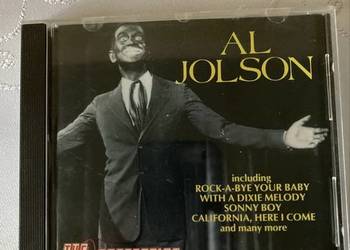 AL
JOLSON
including
ROCK-A-BYE YOUR BABY
WITH A DIXIE MELODY
SONNY BOY
CALIFORNIA, HERE I COME
and many more